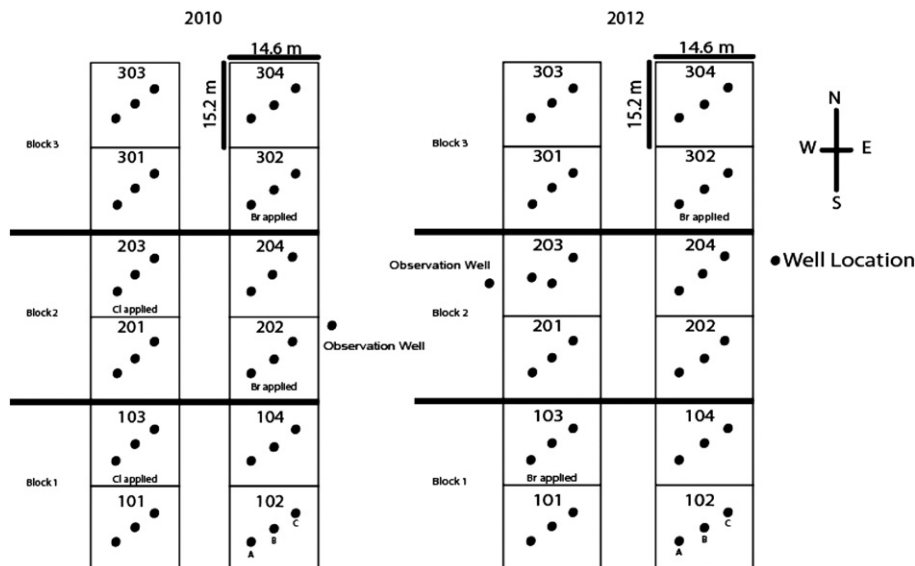 2010
14.6 m
15.2 m
Block 3
303
304
301
302
Br applied
Block 2
203
Cl applied
204
201
202
Br applied
Observation Well
Block 1
103
Cl applied
104
101
102
A
B
C
2012
14.6 m
15.2 m
Block 3
303
304
301
302
Br applied
Observation Well
Block 2
203
204
201
202
Block 1
103
Br applied
104
101
102
A
B
C
N
W
E
S
Well Location